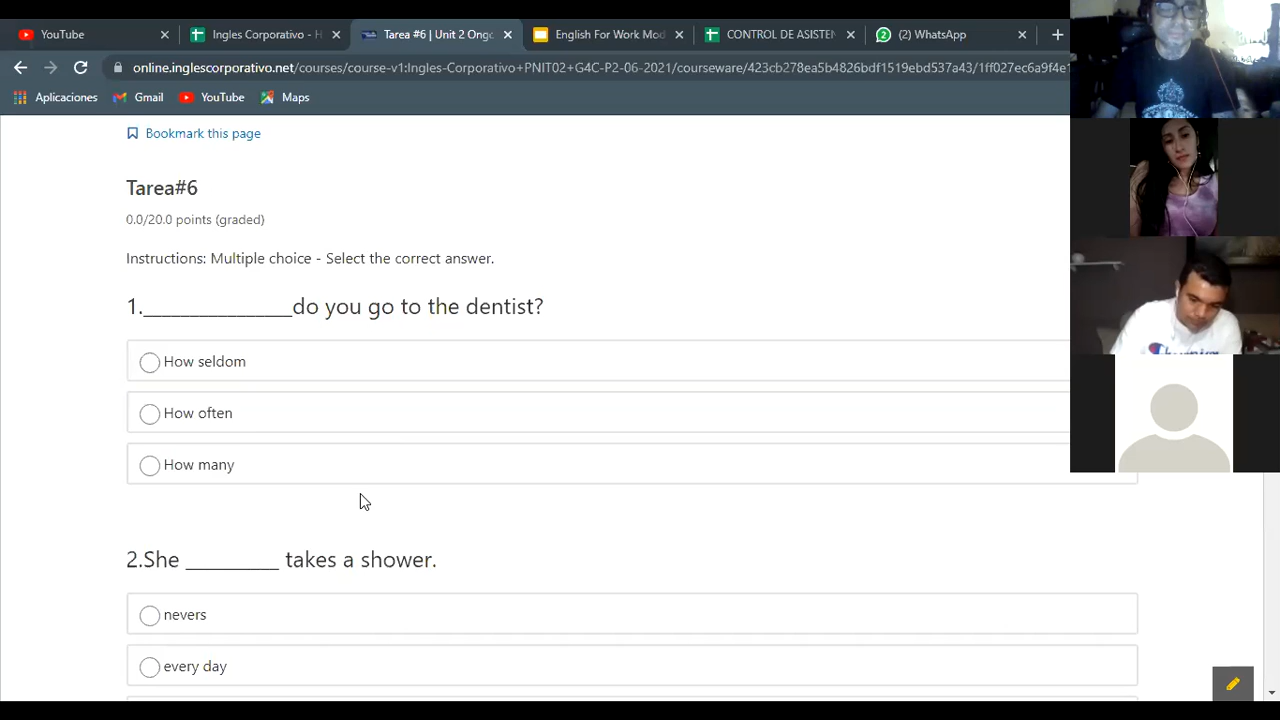 YouTube
Ingles Corporativo - H
Tarea #6 | Unit 2 Ongo
English For Work Mod
CONTROL DE ASISTEN
(2) WhatsApp
online.inglescorporativo.net/courses/course-v1:Ingles-Corporativo+PNIT02+G4C-P2-06-2021/courseware/423cb278ea5b4826bdf1519ebd537a43/1ff027ec6a9f4e
Aplicaciones Gmail YouTube Maps
Bookmark this page
Tarea#6
0.0/20.0 points (graded)
Instructions: Multiple choice - Select the correct answer.
1.________________do you go to the dentist?
How seldom
How often
How many
2.She __________ takes a shower.
nevers
every day